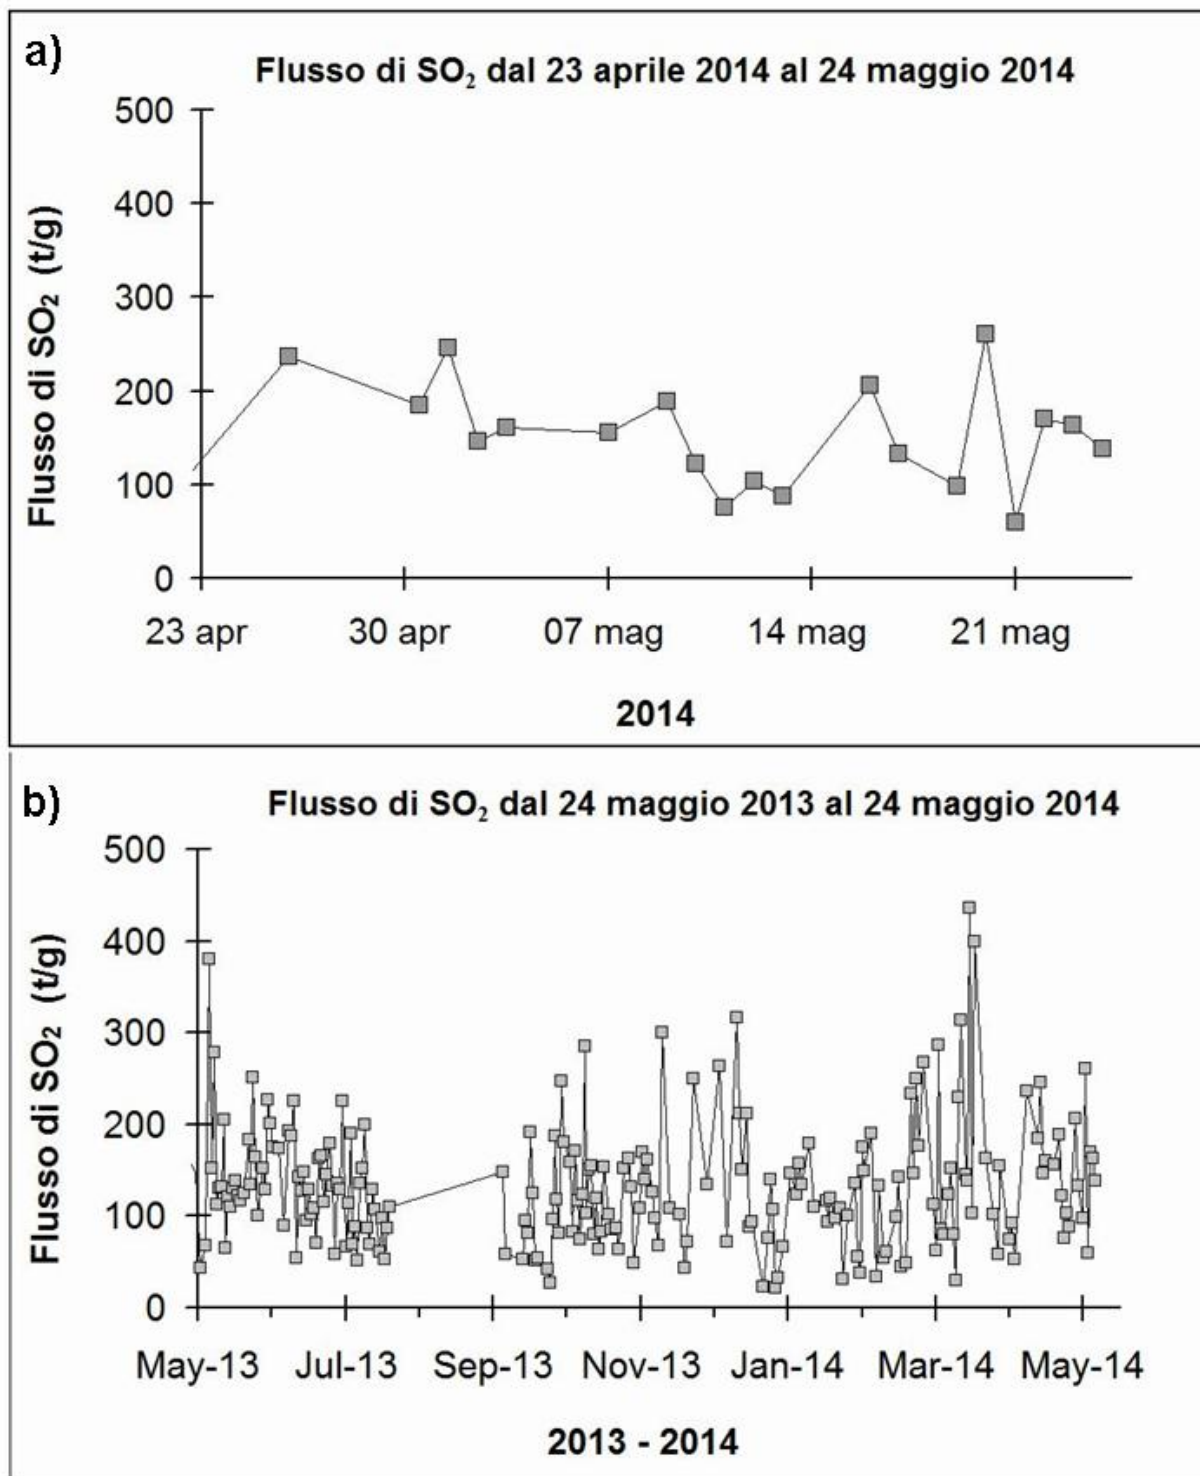 a)
Flusso di SO₂ dal 23 aprile 2014 al 24 maggio 2014
Flusso di SO₂ (t/g)
500
400
300
200
100
0
23 apr 30 apr 07 mag 14 mag 21 mag
2014
b)
Flusso di SO₂ dal 24 maggio 2013 al 24 maggio 2014
Flusso di SO₂ (t/g)
500
400
300
200
100
0
May-13 Jul-13 Sep-13 Nov-13 Jan-14 Mar-14 May-14
2013 - 2014